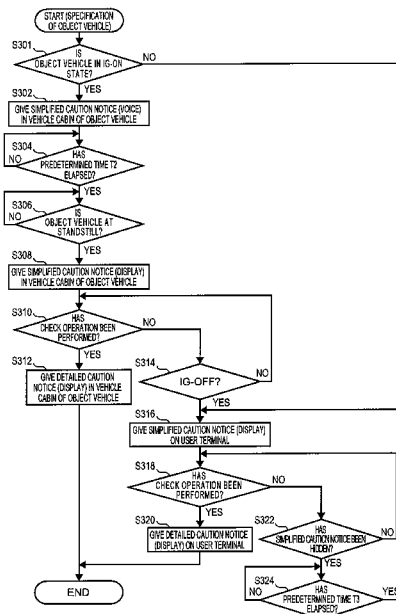 START (SPECIFICATION
OF OBJECT VEHICLE)
S301
IS
OBJECT VEHICLE IN IG-ON
STATE?
NO
YES
S302
GIVE SIMPLIFIED CAUTION NOTICE (VOICE)
IN VEHICLE CABIN OF OBJECT VEHICLE
S304
HAS
PREDETERMINED TIME T2
ELAPSED?
NO
YES
S306
IS
OBJECT VEHICLE AT
STANDSTILL?
NO
YES
S308
GIVE SIMPLIFIED CAUTION NOTICE (DISPLAY)
IN VEHICLE CABIN OF OBJECT VEHICLE
S310
HAS
CHECK OPERATION BEEN
PERFORMED?
NO
YES
S312
GIVE DETAILED CAUTION
NOTICE (DISPLAY) IN VEHICLE
CABIN OF OBJECT VEHICLE
S314
IG-OFF?
NO
YES
S316
GIVE SIMPLIFIED CAUTION NOTICE (DISPLAY)
ON USER TERMINAL
S318
HAS
CHECK OPERATION BEEN
PERFORMED?
NO
YES
S320
GIVE DETAILED CAUTION NOTICE
(DISPLAY) ON USER TERMINAL
S322
HAS
SIMPLIFIED CAUTION NOTICE BEEN
HIDDEN?
NO
YES
S324
HAS
PREDETERMINED TIME T3
ELAPSED?
NO
YES
END